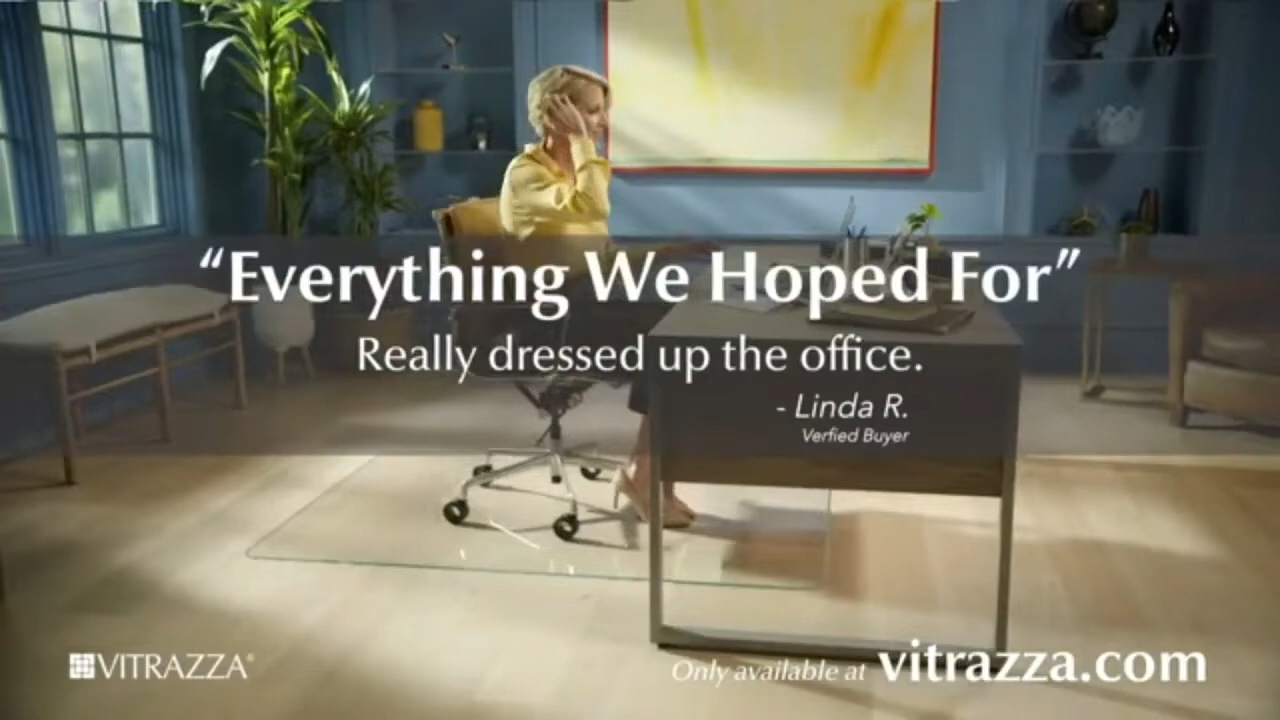 “Everything We Hoped For”
Really dressed up the office.
- Linda R.
Verfied Buyer
VITRAZZA®
Only available at vitrazza.com